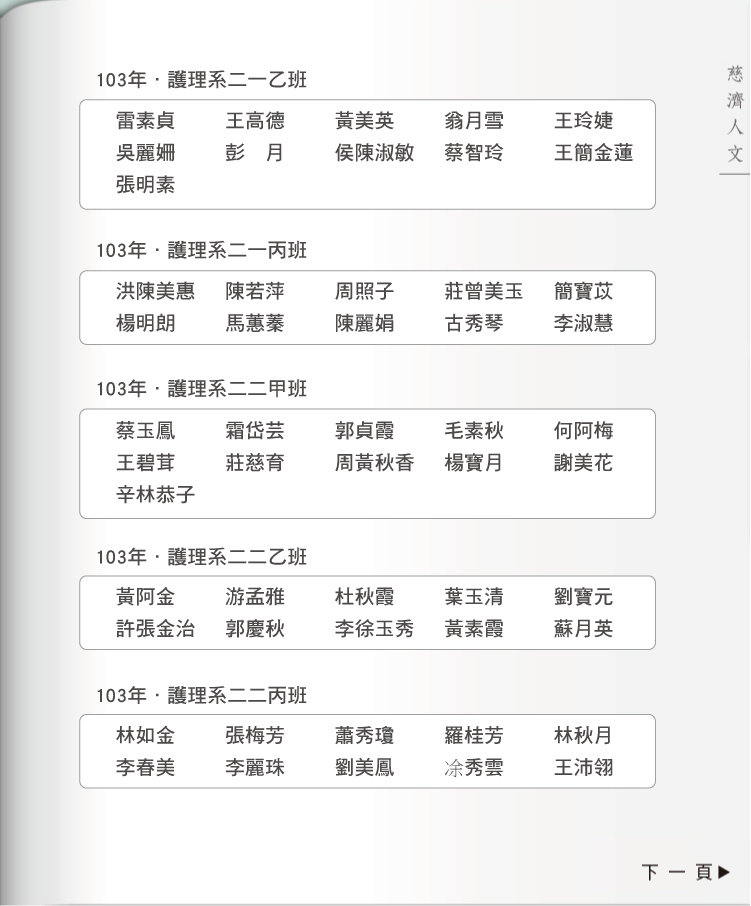 慈濟人文
103年・護理系二一乙班
雷素貞 王高德 黃美英 翁月雪 王玲婕
吳麗姍 彭　月 侯陳淑敏 蔡智玲 王簡金蓮
張明素
103年・護理系二一丙班
洪陳美惠 陳若萍 周照子 莊曾美玉 簡寶苡
楊明朗 馬蕙蓁 陳麗娟 古秀琴 李淑慧
103年・護理系二二甲班
蔡玉鳳 霜岱芸 郭貞霞 毛素秋 何阿梅
王碧茸 莊慈育 周黃秋香 楊寶月 謝美花
辛林恭子
103年・護理系二二乙班
黃阿金 游孟雅 杜秋霞 葉玉清 劉寶元
許張金治 郭慶秋 李徐玉秀 黃素霞 蘇月英
103年・護理系二二丙班
林如金 張梅芳 蕭秀瓊 羅桂芳 林秋月
李春美 李麗珠 劉美鳳 凃秀雲 王沛翎
下一頁▶